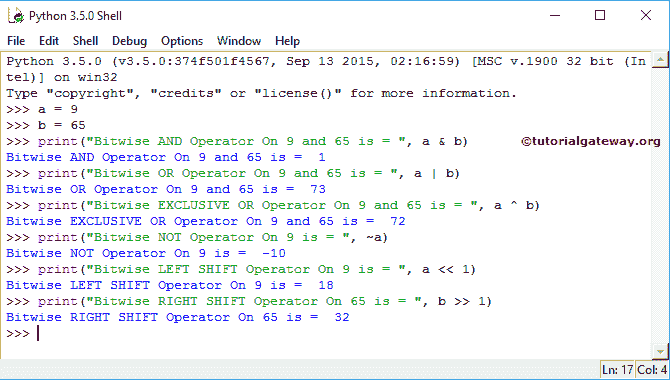 Python 3.5.0 Shell
File Edit Shell Debug Options Window Help
Python 3.5.0 (v3.5.0:374f501f4567, Sep 13 2015, 02:16:59) [MSC v.1900 32 bit (In
tel)] on win32
Type "copyright", "credits" or "license()" for more information.
>>> a = 9
>>> b = 65
>>> print("Bitwise AND Operator On 9 and 65 is = ", a & b) ©tutorialgateway.org
Bitwise AND Operator On 9 and 65 is =  1
>>> print("Bitwise OR Operator On 9 and 65 is = ", a | b)
Bitwise OR Operator On 9 and 65 is =  73
>>> print("Bitwise EXCLUSIVE OR Operator On 9 and 65 is = ", a ^ b)
Bitwise EXCLUSIVE OR Operator On 9 and 65 is =  72
>>> print("Bitwise NOT Operator On 9 is = ", ~a)
Bitwise NOT Operator On 9 is =  -10
>>> print("Bitwise LEFT SHIFT Operator On 9 is = ", a << 1)
Bitwise LEFT SHIFT Operator On 9 is =  18
>>> print("Bitwise RIGHT SHIFT Operator On 65 is = ", b >> 1)
Bitwise RIGHT SHIFT Operator On 65 is =  32
>>>
Ln: 17 Col: 4